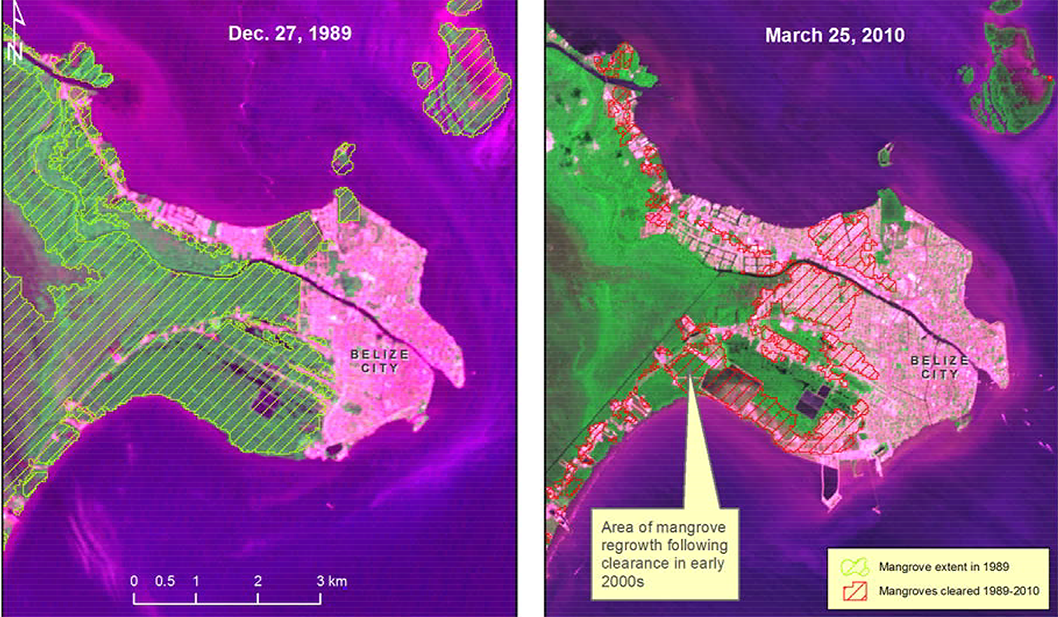 N
Dec. 27, 1989
BELIZE
CITY
0 0.5 1 2 3 km
March 25, 2010
BELIZE
CITY
Area of mangrove
regrowth following
clearance in early
2000s
Mangrove extent in 1989
Mangroves cleared 1989-2010